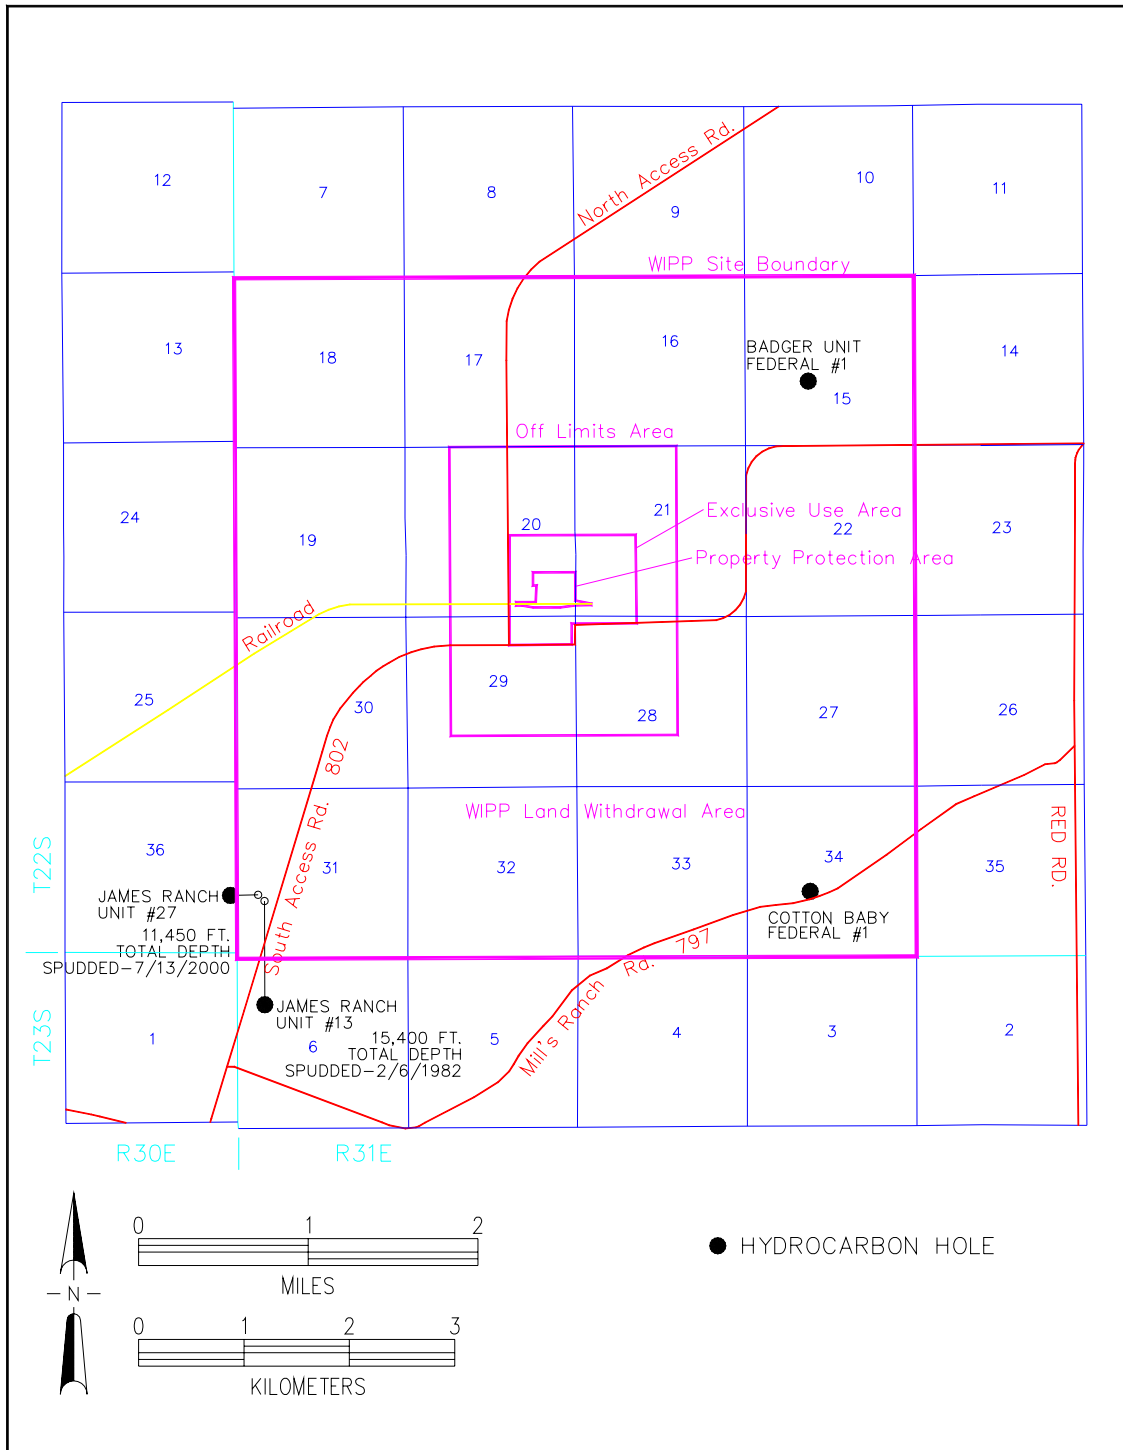 12
7
8
9
10
11
North Access Rd.
WIPP Site Boundary
13
18
17
16
BADGER UNIT
FEDERAL #1
15
14
Off Limits Area
24
19
20
21
Exclusive Use Area
22
23
Property Protection Area
Railroad
25
30
29
28
27
26
802
South Access Rd.
WIPP Land Withdrawal Area
RED RD.
T22S
36
31
32
33
34
35
JAMES RANCH
UNIT #27
11,450 FT.
TOTAL DEPTH
SPUDDED-7/13/2000
COTTON BABY
FEDERAL #1
797
Mill's Ranch Rd.
T23S
JAMES RANCH
UNIT #13
15,400 FT.
TOTAL DEPTH
SPUDDED-2/6/1982
1
6
5
4
3
2
R30E
R31E
0 1 2
MILES
HYDROCARBON HOLE
- N -
0 1 2 3
KILOMETERS